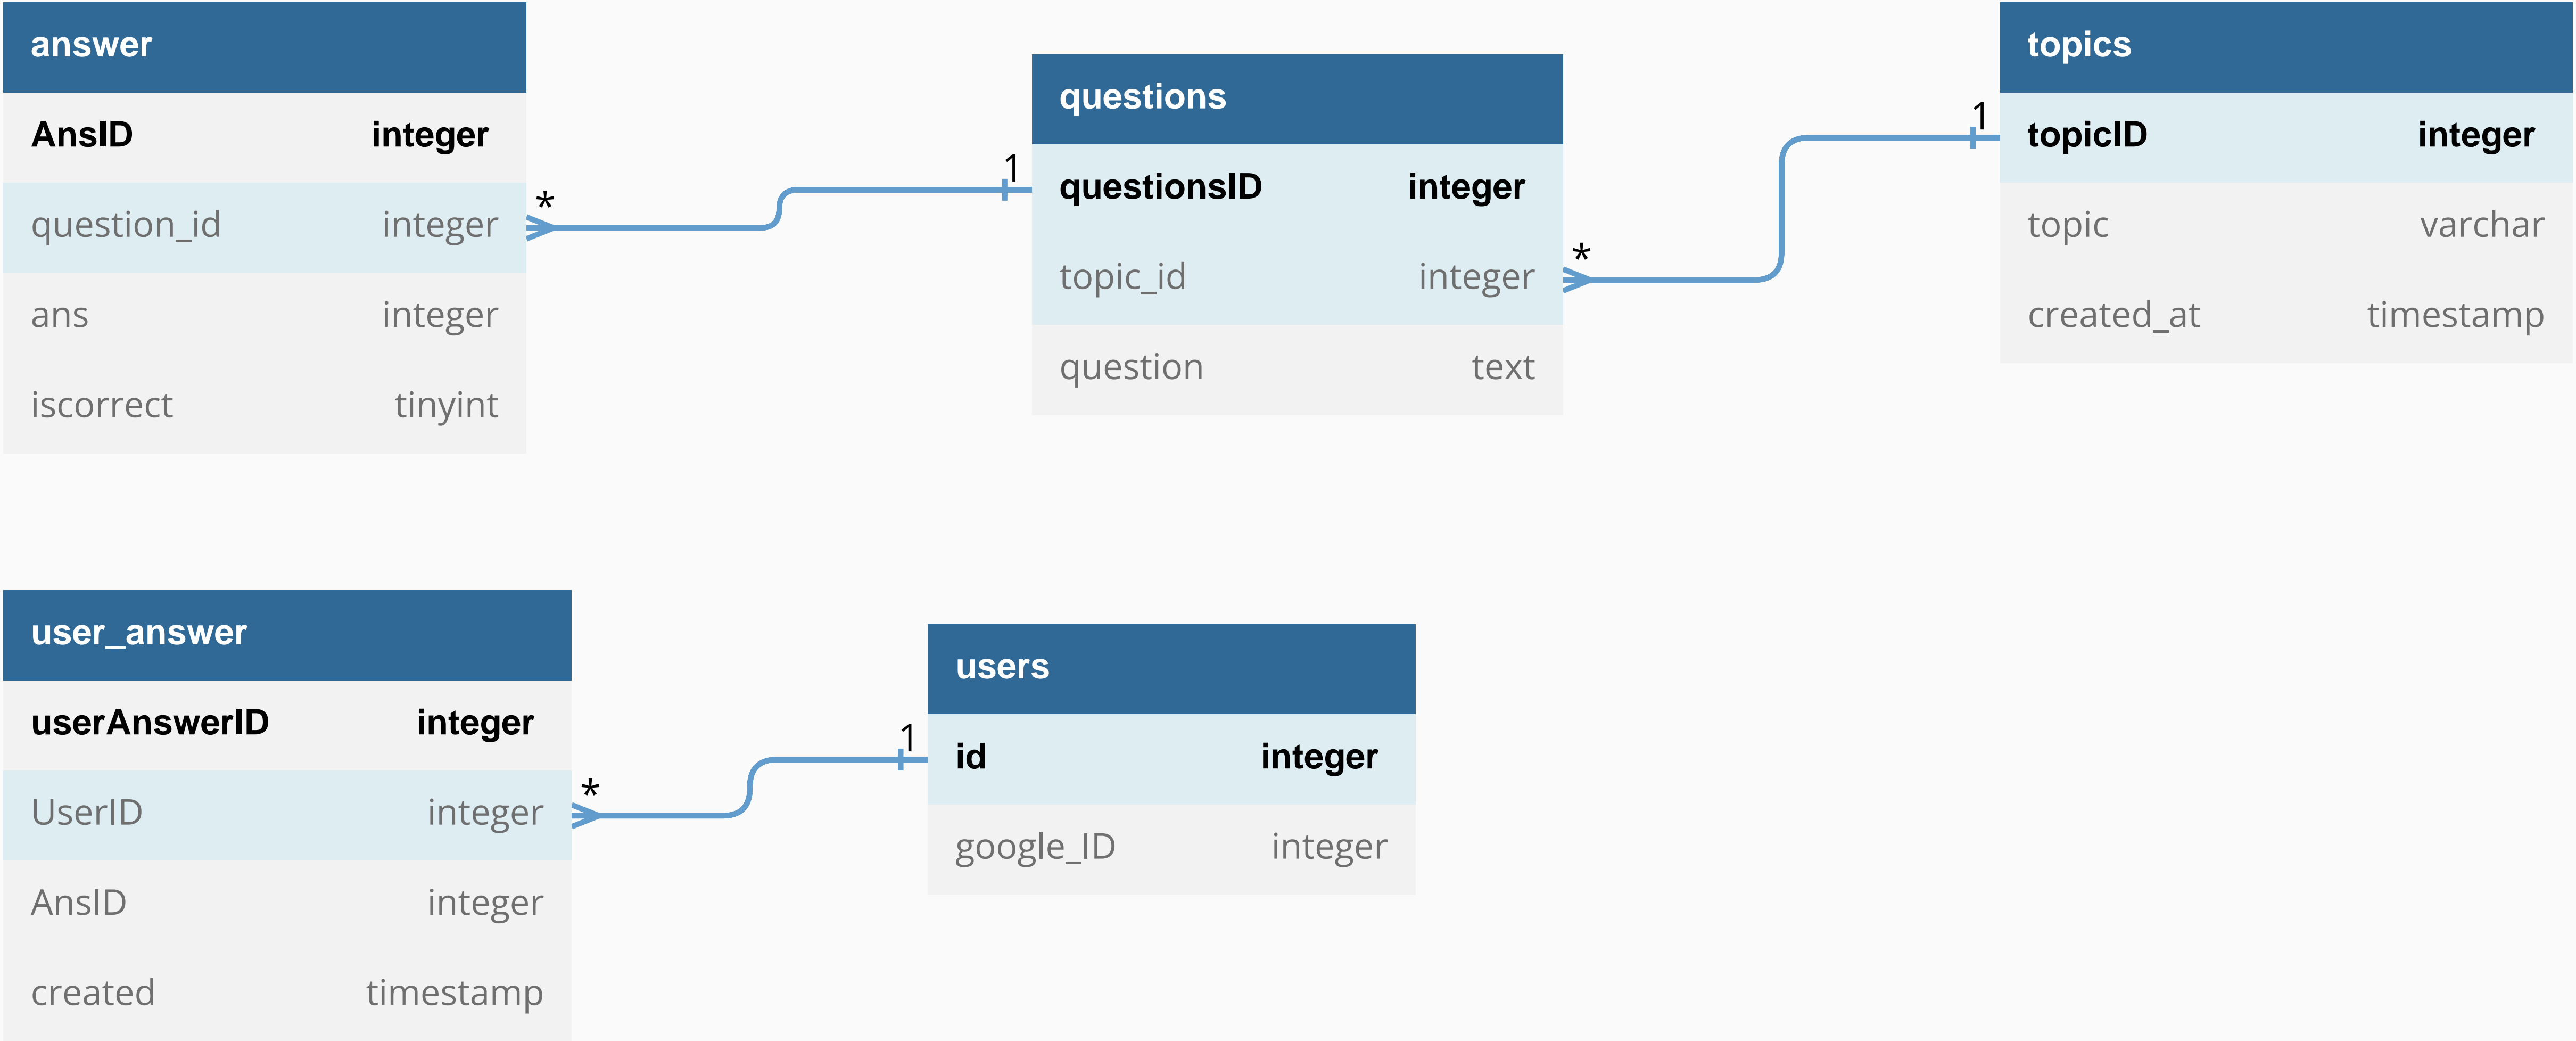 answer
AnsID integer
question_id integer
ans integer
iscorrect tinyint
*
1
questions
questionsID integer
topic_id integer
question text
*
1
topics
topicID integer
topic varchar
created_at timestamp
user_answer
userAnswerID integer
UserID integer
AnsID integer
created timestamp
*
1
users
id integer
google_ID integer